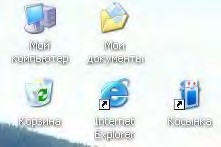 Мой
компьютер
Мои
документы
Корзина
Internet
Explorer
Косынка